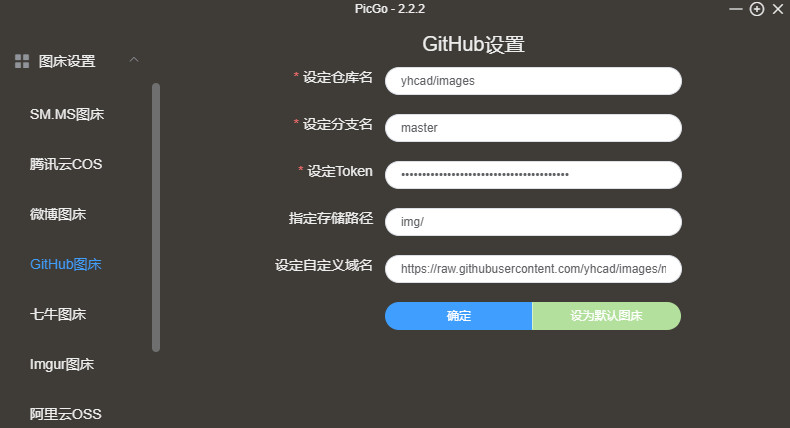 PicGo - 2.2.2
图床设置
SM.MS图床
腾讯云COS
微博图床
GitHub图床
七牛图床
Imgur图床
阿里云OSS
GitHub设置
* 设定仓库名 yhcad/images
* 设定分支名 master
* 设定Token ••••••••••••••••••••••••••••••••••••••••
指定存储路径 img/
设定自定义域名 https://raw.githubusercontent.com/yhcad/images/
确定 设为默认图床